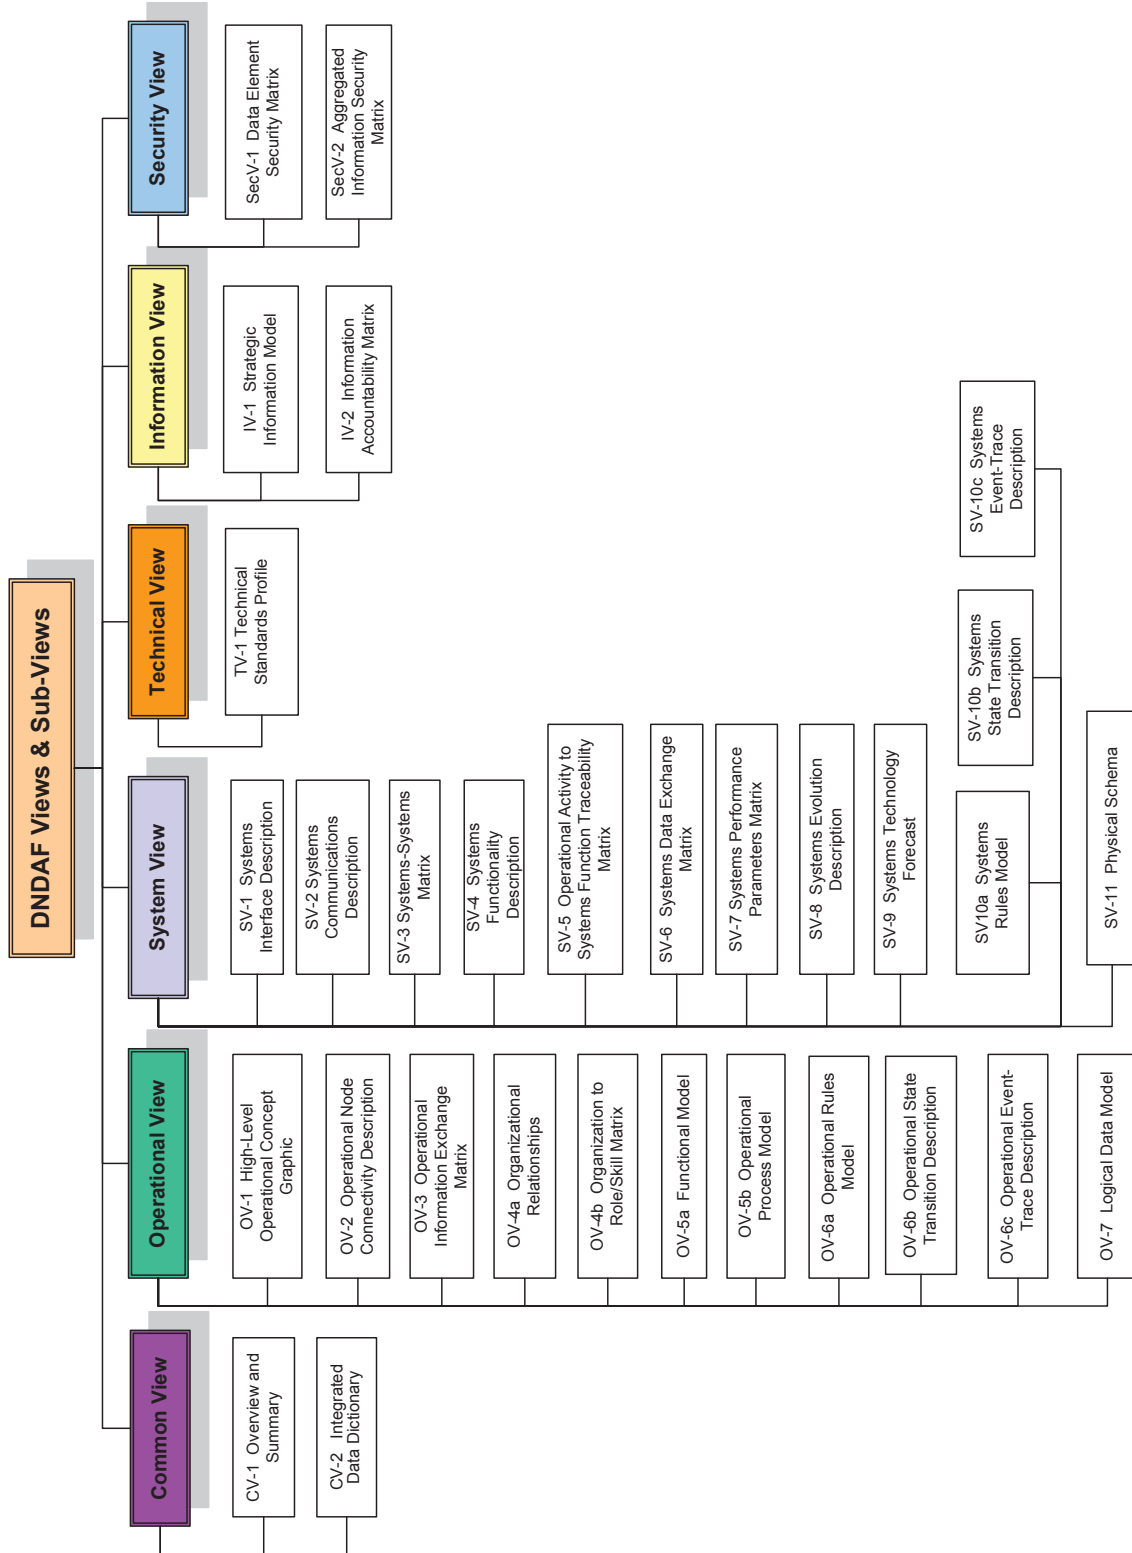 DNDAF Views & Sub-Views
Common View
CV-1 Overview and
Summary
CV-2 Integrated
Data Dictionary
Operational View
OV-1 High-Level
Operational Concept
Graphic
OV-2 Operational Node
Connectivity Description
OV-3 Operational
Information Exchange
Matrix
OV-4a Organizational
Relationships
OV-4b Organization to
Role/Skill Matrix
OV-5a Functional Model
OV-5b Operational
Process Model
OV-6a Operational Rules
Model
OV-6b Operational State
Transition Description
OV-6c Operational Event-
Trace Description
OV-7 Logical Data Model
System View
SV-1 Systems
Interface Description
SV-2 Systems
Communications
Description
SV-3 Systems-Systems
Matrix
SV-4 Systems
Functionality
Description
SV-5 Operational Activity to
Systems Function Traceability
Matrix
SV-6 Systems Data Exchange
Matrix
SV-7 Systems Performance
Parameters Matrix
SV-8 Systems Evolution
Description
SV-9 Systems Technology
Forecast
SV10a Systems
Rules Model
SV-10b Systems
State Transition
Description
SV-10c Systems
Event-Trace
Description
SV-11 Physical Schema
Technical View
TV-1 Technical
Standards Profile
Information View
IV-1 Strategic
Information Model
IV-2 Information
Accountability Matrix
Security View
SecV-1 Data Element
Security Matrix
SecV-2 Aggregated
Information Security
Matrix